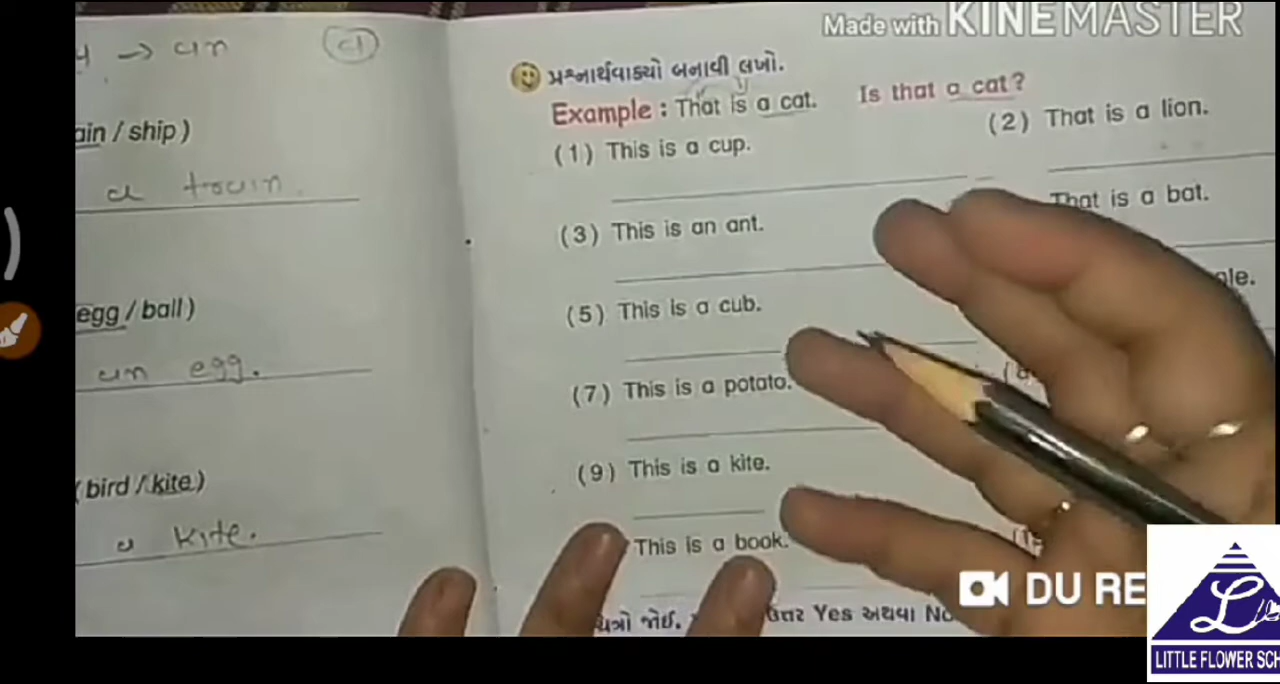 Made with KINEMASTER
→ an a
ain / ship)
a train.
egg / ball)
an egg.
(bird / kite)
a kite.
પ્રશ્નાર્થવાક્યો બનાવી લખો.
Example : That is a cat. Is that a cat?
(1) This is a cup.
(2) That is a lion.
(3) This is an ant.
That is a bat.
(5) This is a cub.
(7) This is a potato.
(9) This is a kite.
This is a book.
જોઈ. Yes અથવા
DU RE
LITTLE FLOWER SCH